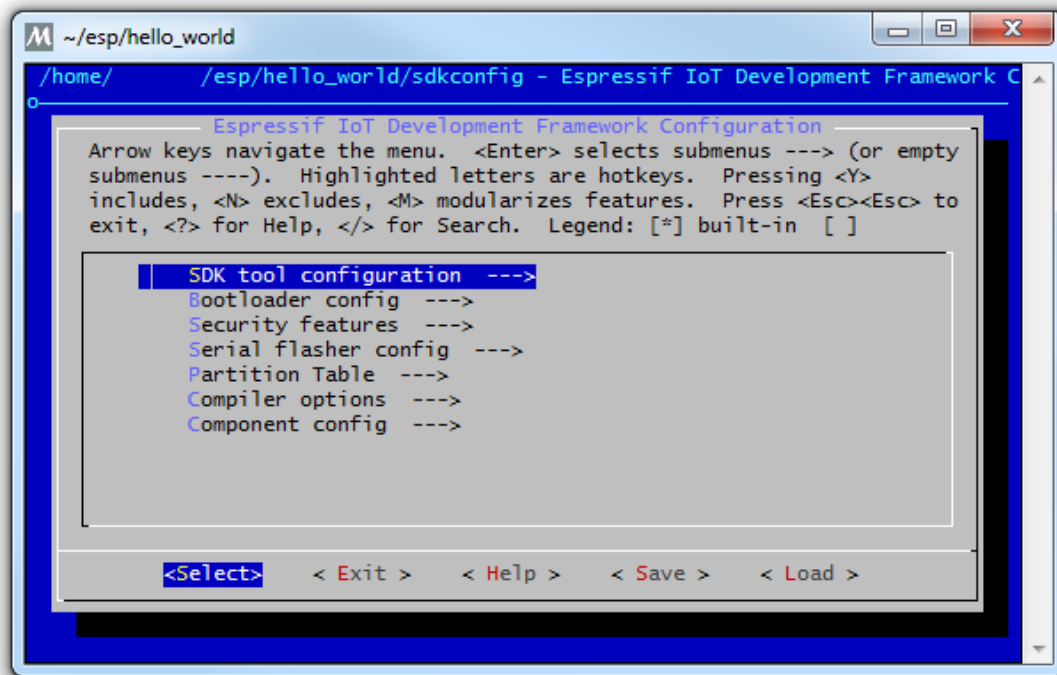 M ~/esp/hello_world
/home/ /esp/hello_world/sdkconfig - Espressif IoT Development Framework C
Espressif IoT Development Framework Configuration
Arrow keys navigate the menu. <Enter> selects submenus ---> (or empty
submenus ----). Highlighted letters are hotkeys. Pressing <Y>
includes, <N> excludes, <M> modularizes features. Press <Esc><Esc> to
exit, <?> for Help, </> for Search. Legend: [*] built-in [ ]
SDK tool configuration --->
Bootloader config --->
Security features --->
Serial flasher config --->
Partition Table --->
Compiler options --->
Component config --->
<Select> < Exit > < Help > < Save > < Load >